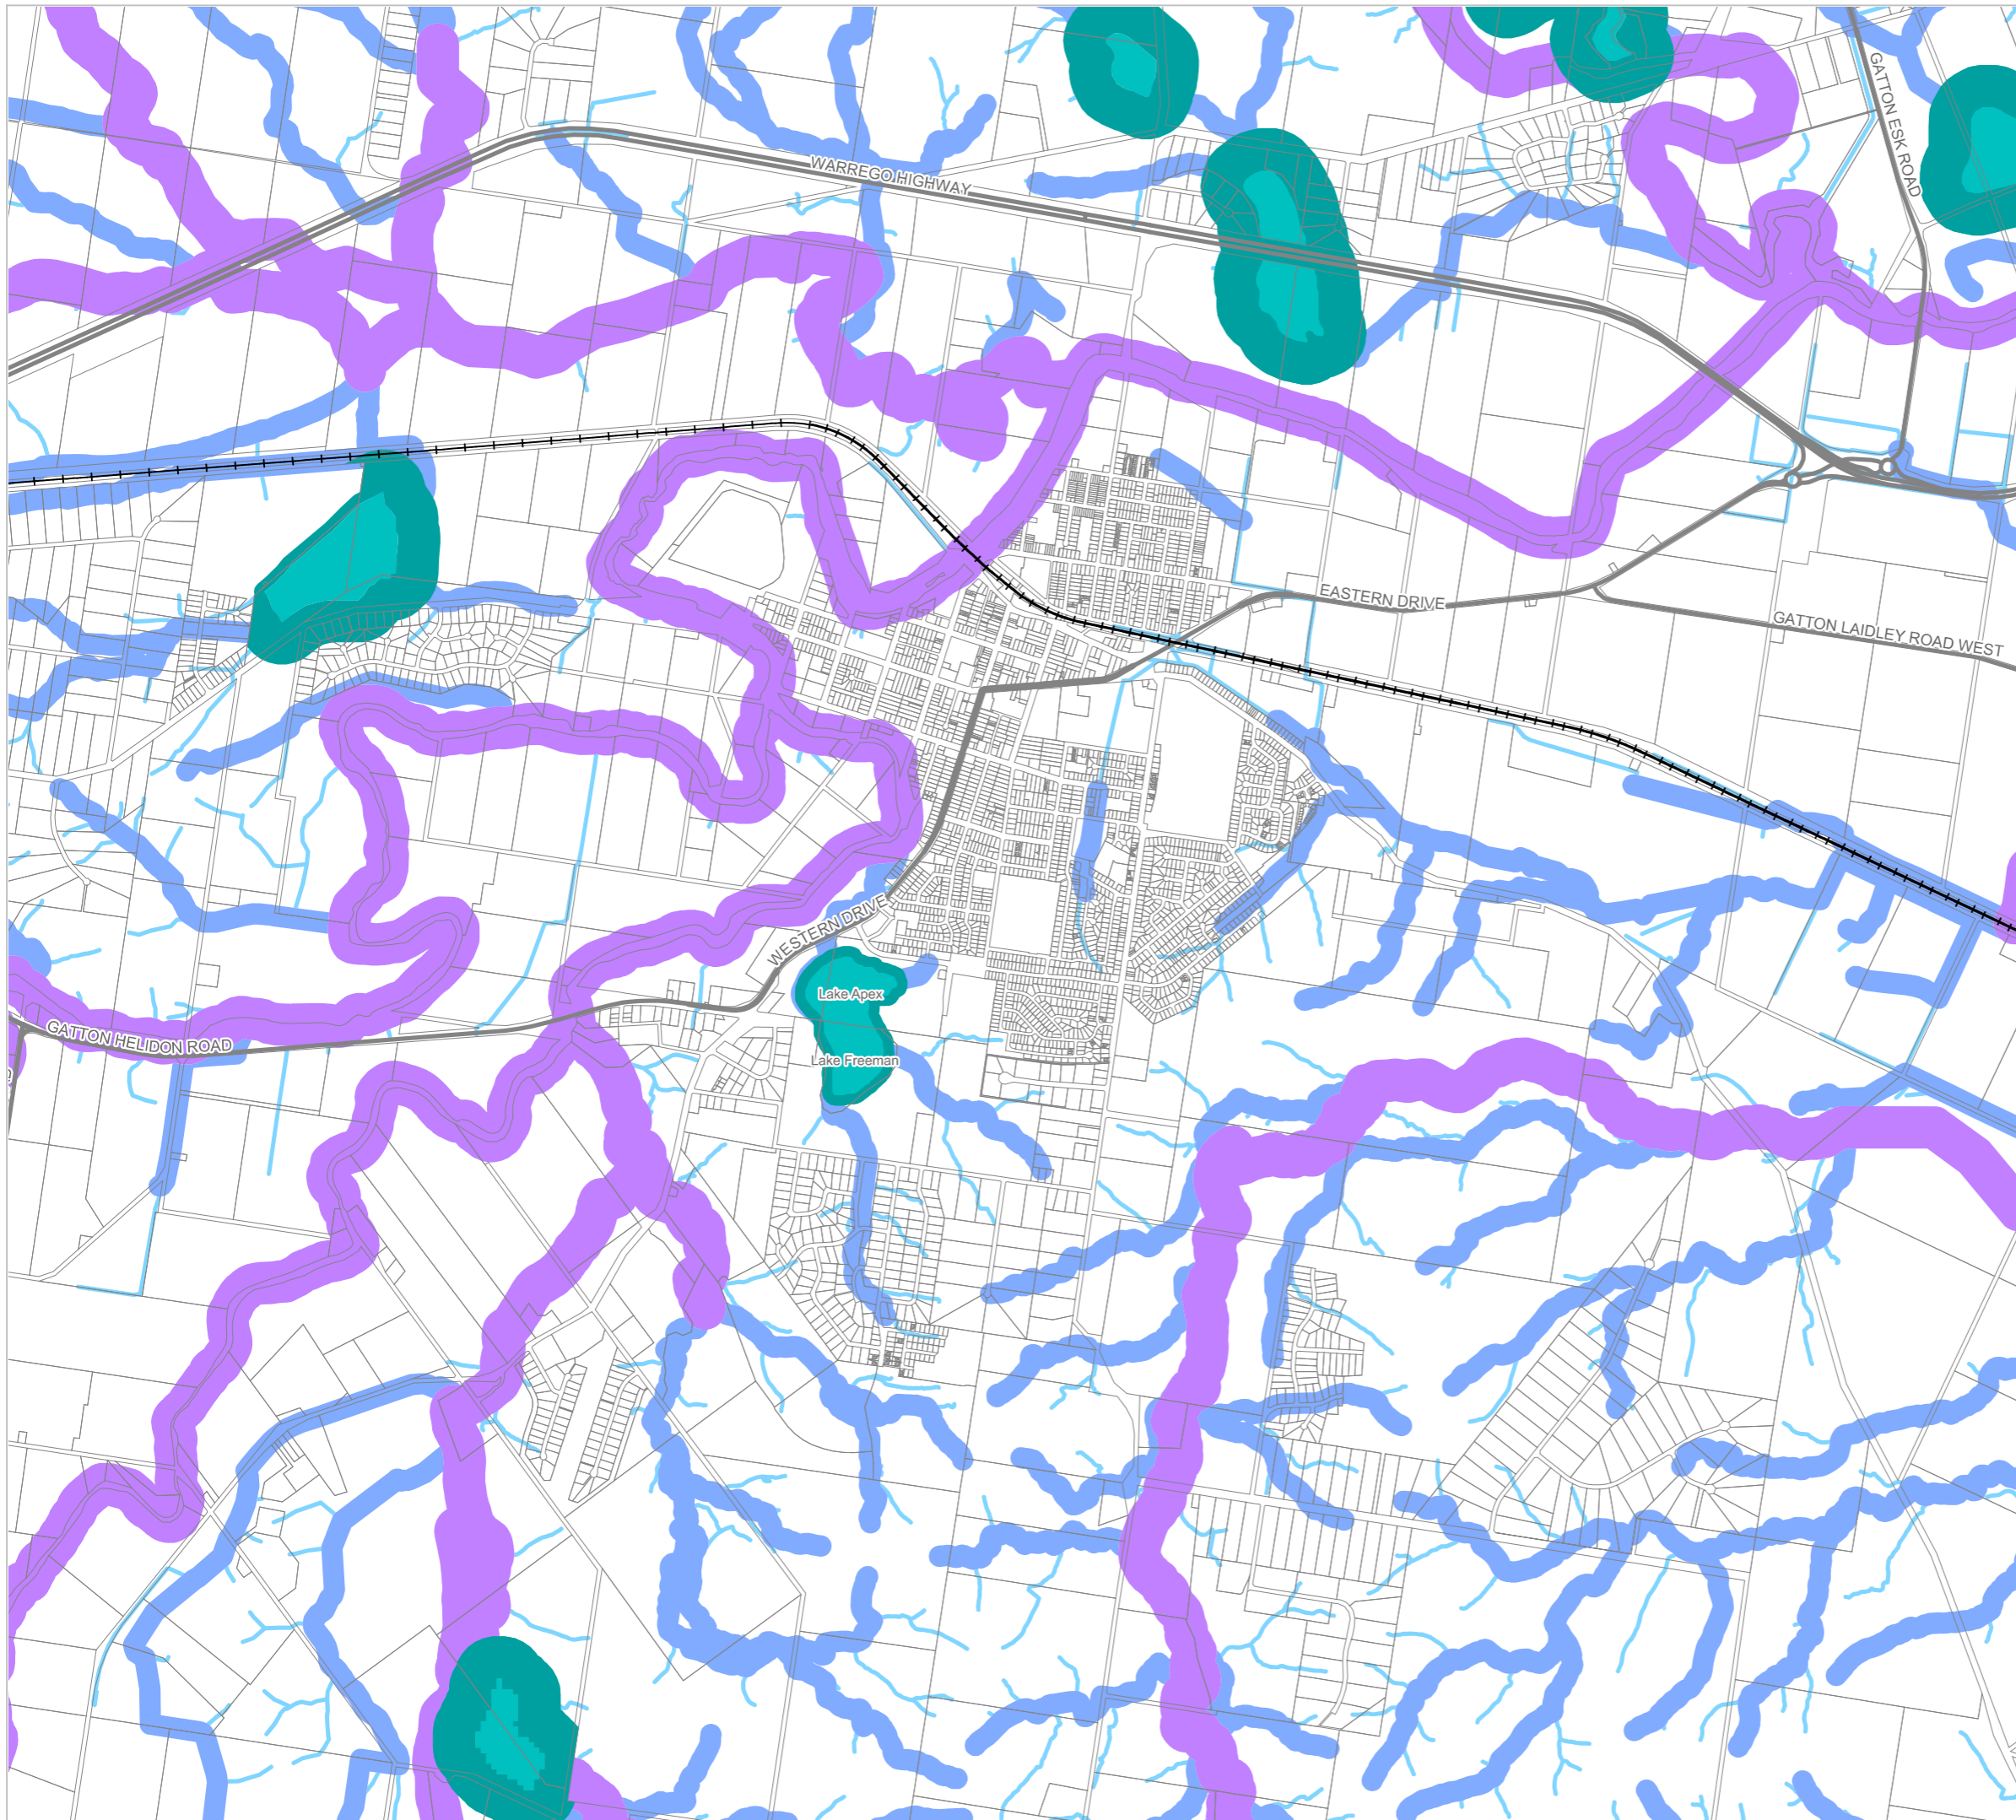 GATTON ESK ROAD
WARREGO HIGHWAY
EASTERN DRIVE
GATTON LAIDLEY ROAD WEST
WESTERN DRIVE
Lake Apex
GATTON HELIDON ROAD
Lake Freeman